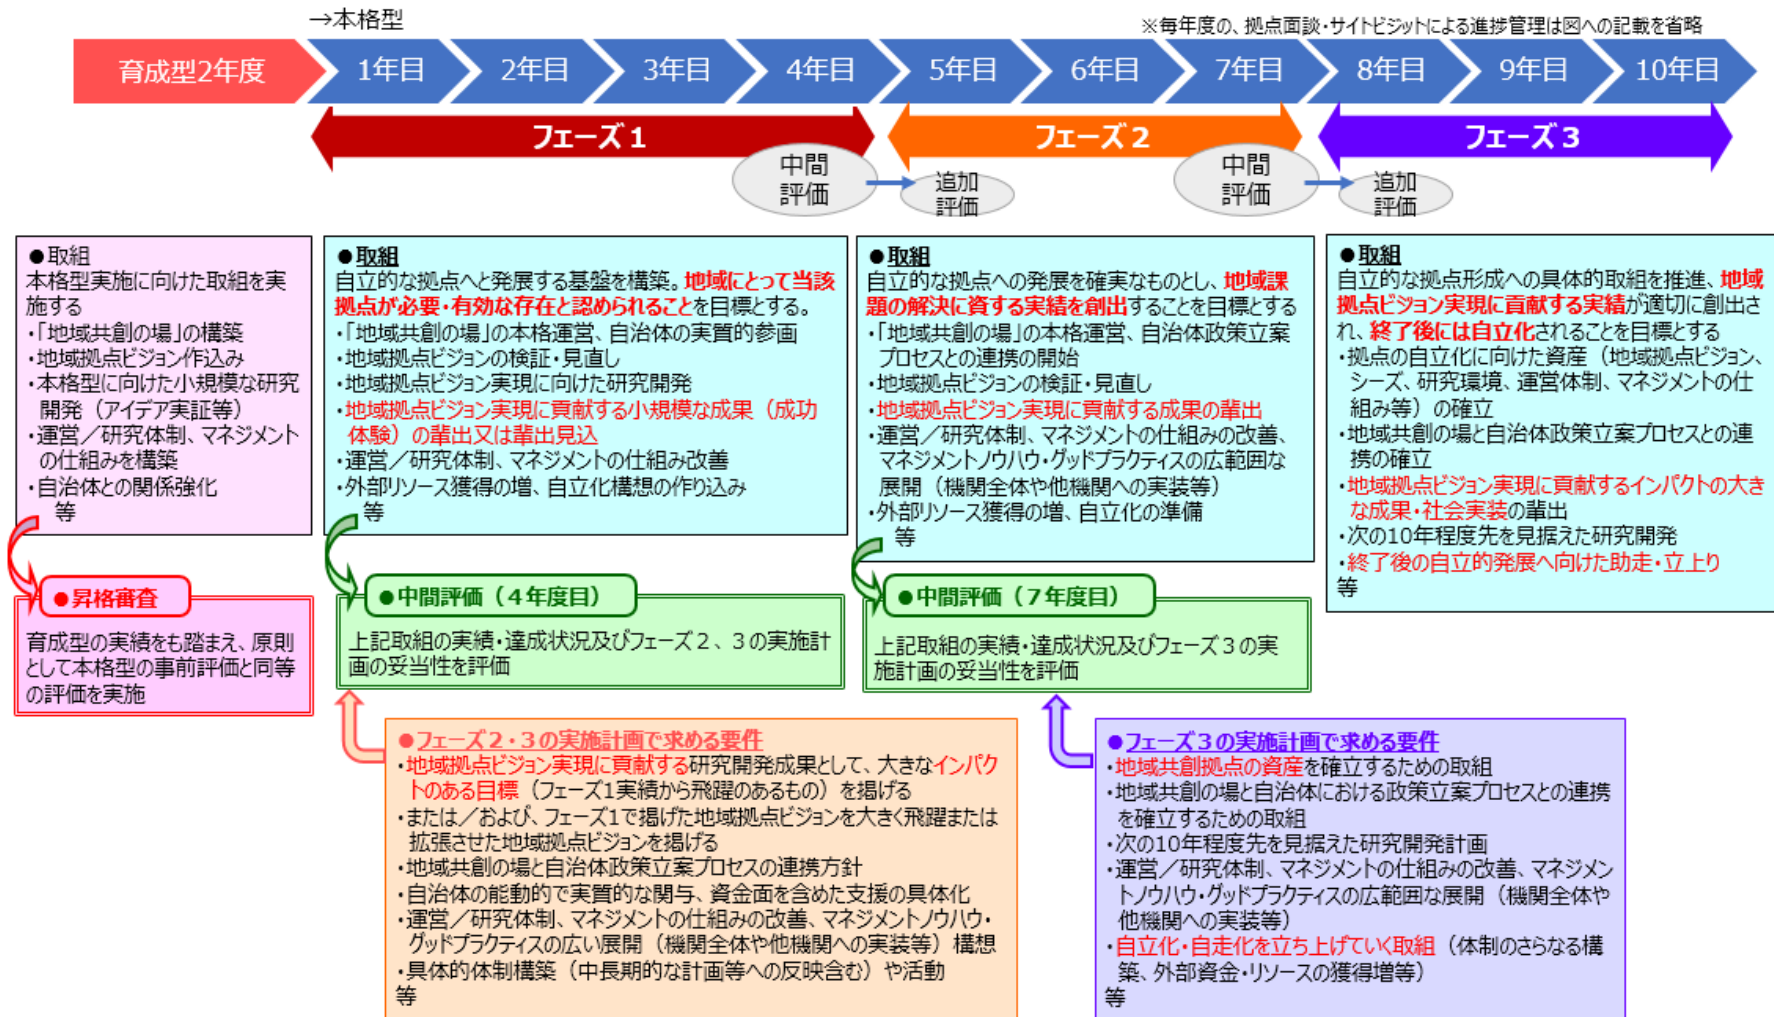 →本格型
※毎年度の、拠点面談・サイトビジットによる進捗管理は図への記載を省略
育成型2年度
1年目
2年目
3年目
4年目
5年目
6年目
7年目
8年目
9年目
10年目
フェーズ１
フェーズ２
フェーズ３
中間
評価
追加
評価
中間
評価
追加
評価
●取組
本格型実施に向けた取組を実
施する
・「地域共創の場」の構築
・地域拠点ビジョン作込み
・本格型に向けた小規模な研究
開発（アイデア実証等）
・運営／研究体制、マネジメント
の仕組みを構築
・自治体との関係強化
等
●昇格審査
育成型の実績をも踏まえ、原則
として本格型の事前評価と同等
の評価を実施
●取組
自立的な拠点へと発展する基盤を構築。地域にとって当該
拠点が必要・有効な存在と認められることを目標とする。
・「地域共創の場」の本格運営、自治体の実質的参画
・地域拠点ビジョンの検証・見直し
・地域拠点ビジョン実現に向けた研究開発
・地域拠点ビジョン実現に貢献する小規模な成果（成功
体験）の輩出又は輩出見込
・運営／研究体制、マネジメントの仕組み改善
・外部リソース獲得の増、自立化構想の作り込み
等
●中間評価（４年度目）
上記取組の実績・達成状況及びフェーズ２、３の実施計
画の妥当性を評価
●取組
自立的な拠点への発展を確実なものとし、地域課
題の解決に資する実績を創出することを目標とする
・「地域共創の場」の本格運営、自治体政策立案
プロセスとの連携の開始
・地域拠点ビジョンの検証・見直し
・地域拠点ビジョン実現に貢献する成果の輩出
・運営／研究体制、マネジメントの仕組みの改善、
マネジメントノウハウ・グッドプラクティスの広範囲な
展開（機関全体や他機関への実装等）
・外部リソース獲得の増、自立化の準備
等
●中間評価（７年度目）
上記取組の実績・達成状況及びフェーズ３の実
施計画の妥当性を評価
●取組
自立的な拠点形成への具体的取組を推進、地域
拠点ビジョン実現に貢献する実績が適切に創出さ
れ、終了後には自立化されることを目標とする
・拠点の自立化に向けた資産（地域拠点ビジョン、
シーズ、研究環境、運営体制、マネジメントの仕
組み等）の確立
・地域共創の場と自治体政策立案プロセスとの連
携の確立
・地域拠点ビジョン実現に貢献するインパクトの大き
な成果・社会実装の輩出
・次の10年程度先を見据えた研究開発
・終了後の自立的発展へ向けた助走・立上り
等
●フェーズ２・３の実施計画で求める要件
・地域拠点ビジョン実現に貢献する研究開発成果として、大きなインパク
トのある目標（フェーズ１実績から飛躍のあるもの）を掲げる
・または／および、フェーズ1で掲げた地域拠点ビジョンを大きく飛躍または
拡張させた地域拠点ビジョンを掲げる
・地域共創の場と自治体政策立案プロセスの連携方針
・自治体の能動的で実質的な関与、資金面を含めた支援の具体化
・運営／研究体制、マネジメントの仕組みの改善、マネジメントノウハウ・
グッドプラクティスの広い展開（機関全体や他機関への実装等）構想
・具体的体制構築（中長期的な計画等への反映含む）や活動
等
●フェーズ３の実施計画で求める要件
・地域共創拠点の資産を確立するための取組
・地域共創の場と自治体における政策立案プロセスとの連携
を確立するための取組
・次の10年程度先を見据えた研究開発計画
・運営／研究体制、マネジメントの仕組みの改善、マネジメン
トノウハウ・グッドプラクティスの広範囲な展開（機関全体や
他機関への実装等）
・自立化・自走化を立ち上げていく取組（体制のさらなる構
築、外部資金・リソースの獲得増等）
等